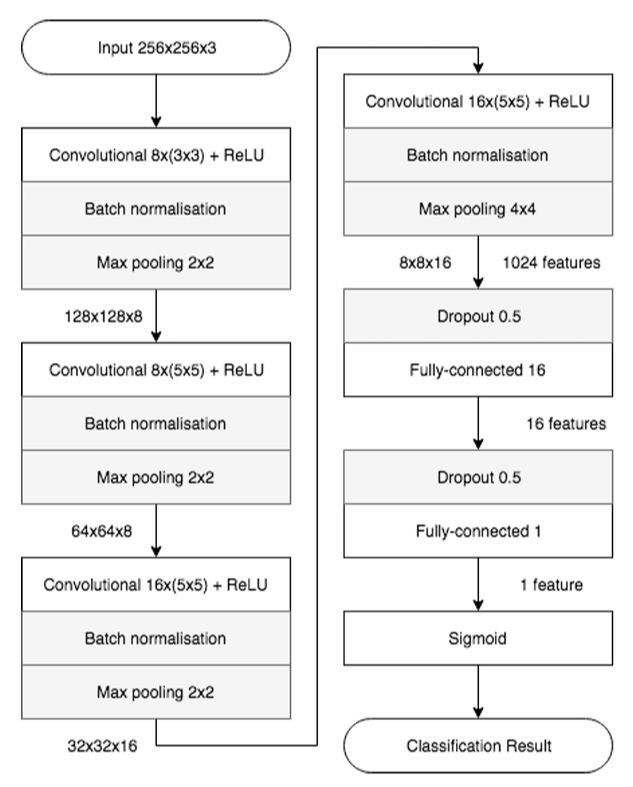 Input 256x256x3
Convolutional 8x(3x3) + ReLU
Batch normalisation
Max pooling 2x2
128x128x8
Convolutional 8x(5x5) + ReLU
Batch normalisation
Max pooling 2x2
64x64x8
Convolutional 16x(5x5) + ReLU
Batch normalisation
Max pooling 2x2
32x32x16
Convolutional 16x(5x5) + ReLU
Batch normalisation
Max pooling 4x4
8x8x16 1024 features
Dropout 0.5
Fully-connected 16
16 features
Dropout 0.5
Fully-connected 1
1 feature
Sigmoid
Classification Result